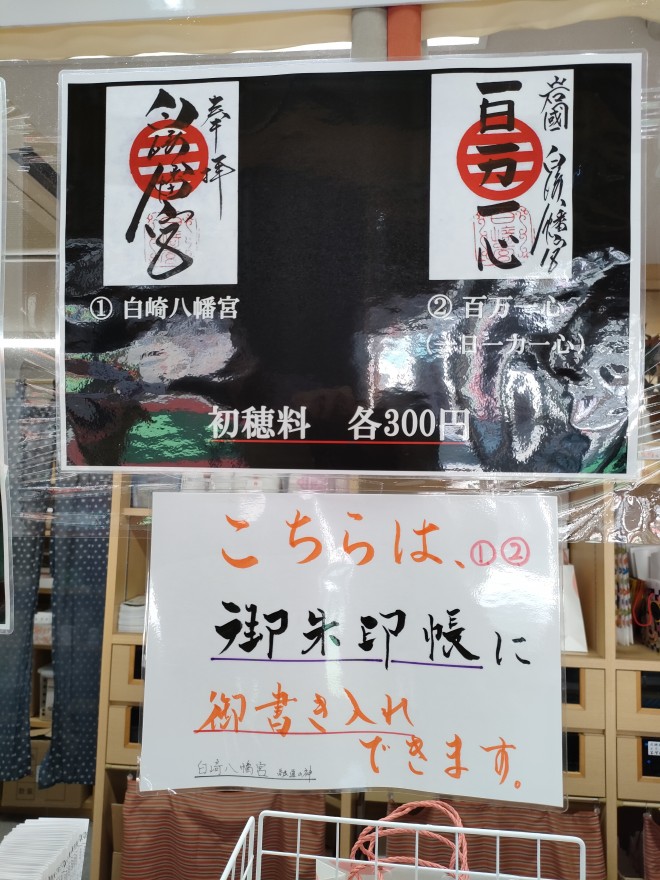 奉拝
白崎八幡宮
岩國
白崎八幡宮
百万一心
① 白崎八幡宮
② 百万一心
(一日一力一心)
初穂料 各300円
こちらは、①②
御朱印帳に
御書き入れ
できます。
白崎八幡宮